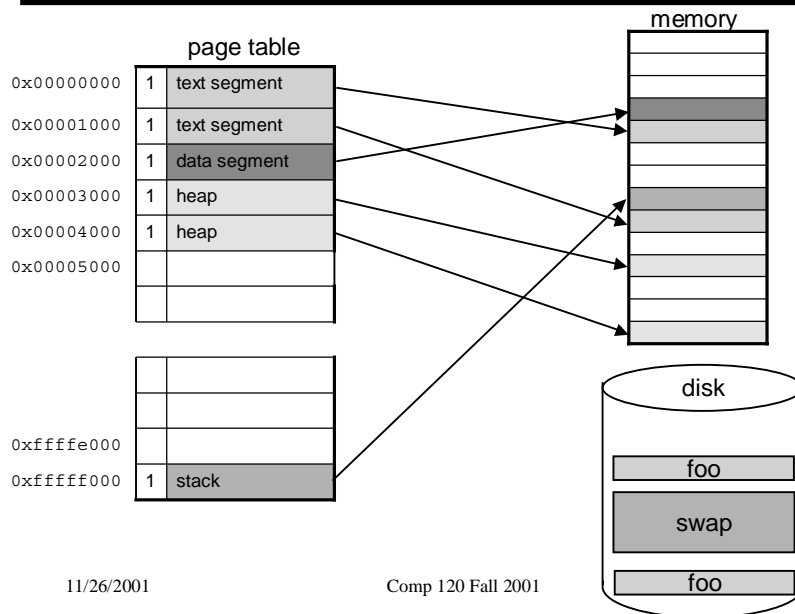 memory
page table
0x00000000 1 text segment
0x00001000 1 text segment
0x00002000 1 data segment
0x00003000 1 heap
0x00004000 1 heap
0x00005000
disk
0xffffe000
0xfffff000 1 stack
foo
swap
foo
11/26/2001 Comp 120 Fall 2001